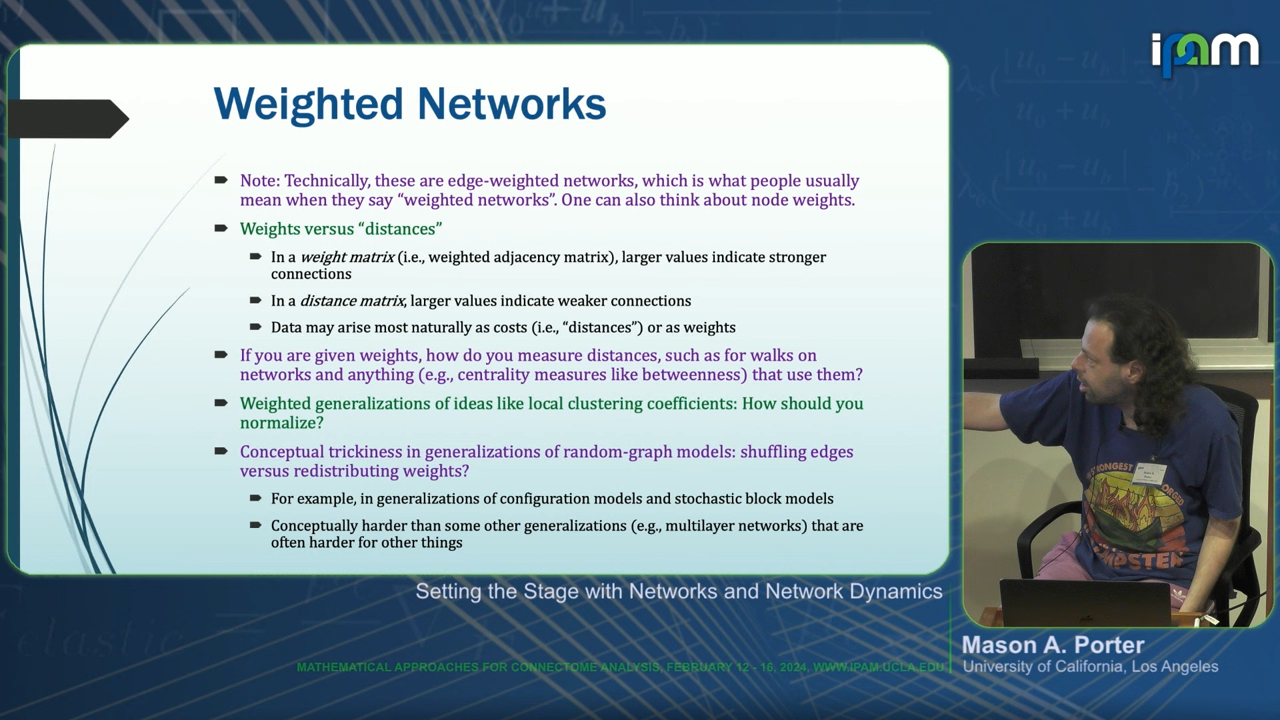 ipam
Weighted Networks
Note: Technically, these are edge-weighted networks, which is what people usually
mean when they say “weighted networks”. One can also think about node weights.
Weights versus “distances”
In a weight matrix (i.e., weighted adjacency matrix), larger values indicate stronger
connections
In a distance matrix, larger values indicate weaker connections
Data may arise most naturally as costs (i.e., “distances”) or as weights
If you are given weights, how do you measure distances, such as for walks on
networks and anything (e.g., centrality measures like betweenness) that use them?
Weighted generalizations of ideas like local clustering coefficients: How should you
normalize?
Conceptual trickiness in generalizations of random-graph models: shuffling edges
versus redistributing weights?
For example, in generalizations of configuration models and stochastic block models
Conceptually harder than some other generalizations (e.g., multilayer networks) that are
often harder for other things
Setting the Stage with Networks and Network Dynamics
elastic
Mason A. Porter
University of California, Los Angeles
MATHEMATICAL APPROACHES FOR CONNECTOME ANALYSIS, FEBRUARY 12 - 16, 2024, WWW.IPAM.UCLA.EDU